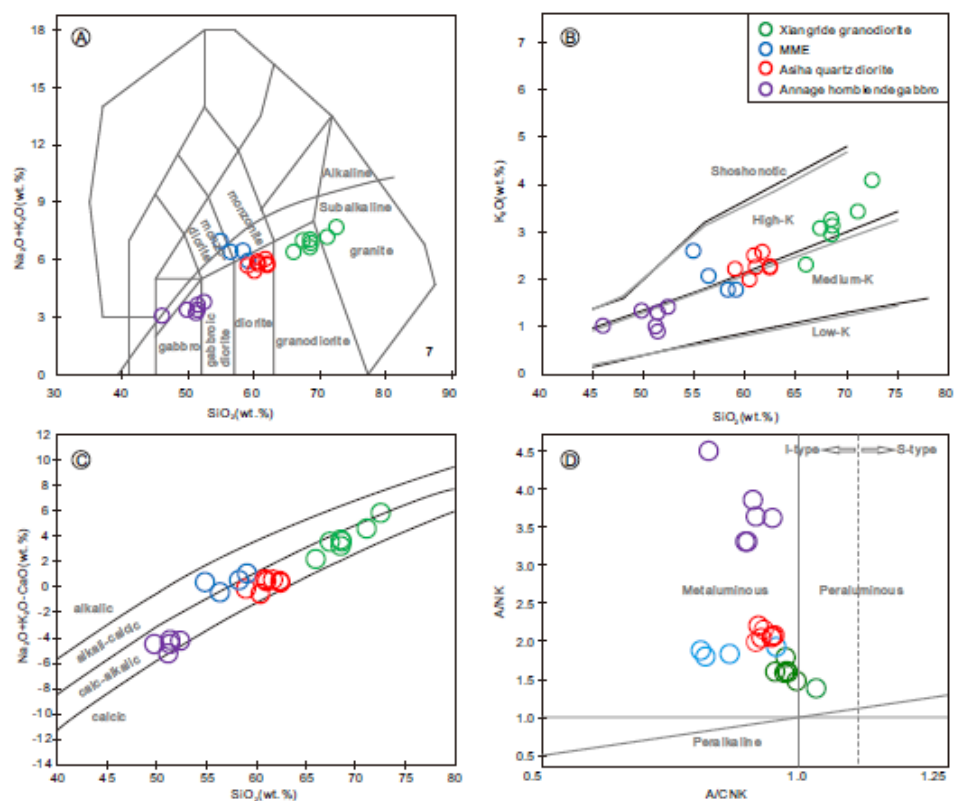 A
18
15
12
9
6
3
0
Na₂O+K₂O(wt.%)
Alkaline
Subalkaline
monzonite
monzo
diorite
granite
gabbro
gabbroic
diorite
diorite
granodiorite
7
30 40 50 60 70 80 90
SiO₂(wt.%)
B
7
6
5
4
3
2
1
0
K₂O(wt.%)
Xiangride granodiorite
MME
Asiha quartz diorite
Annage hornblendegabbro
Shoshonotic
High-K
Medium-K
Low-K
45 50 55 60 65 70 75 80
SiO₂(wt.%)
C
12
10
8
6
4
2
0
-2
-4
-6
-8
-10
-12
-14
Na₂O+K₂O-CaO(wt.%)
alkalic
alkali-calcic
calc-alkalic
calcic
40 45 50 55 60 65 70 75 80
SiO₂(wt.%)
D
4.5
4.0
3.5
3.0
2.5
2.0
1.5
1.0
0.5
A/NK
I-type S-type
Metaluminous Peraluminous
Peralkaline
0.5 1.0 1.25
A/CNK